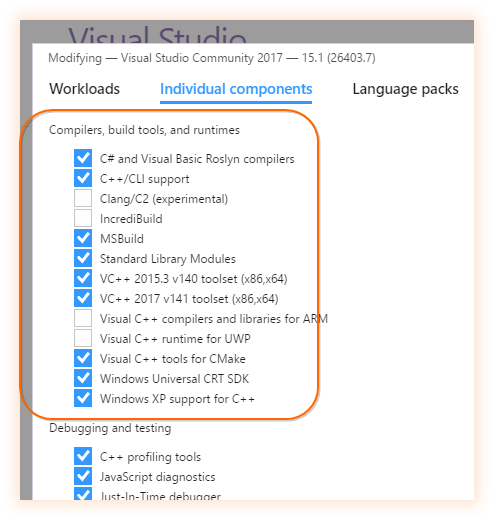 Visual Studio
Modifying — Visual Studio Community 2017 — 15.1 (26403.7)
Workloads Individual components Language packs
Compilers, build tools, and runtimes
C# and Visual Basic Roslyn compilers
C++/CLI support
Clang/C2 (experimental)
IncrediBuild
MSBuild
Standard Library Modules
VC++ 2015.3 v140 toolset (x86,x64)
VC++ 2017 v141 toolset (x86,x64)
Visual C++ compilers and libraries for ARM
Visual C++ runtime for UWP
Visual C++ tools for CMake
Windows Universal CRT SDK
Windows XP support for C++
Debugging and testing
C++ profiling tools
JavaScript diagnostics
Just-In-Time debugger